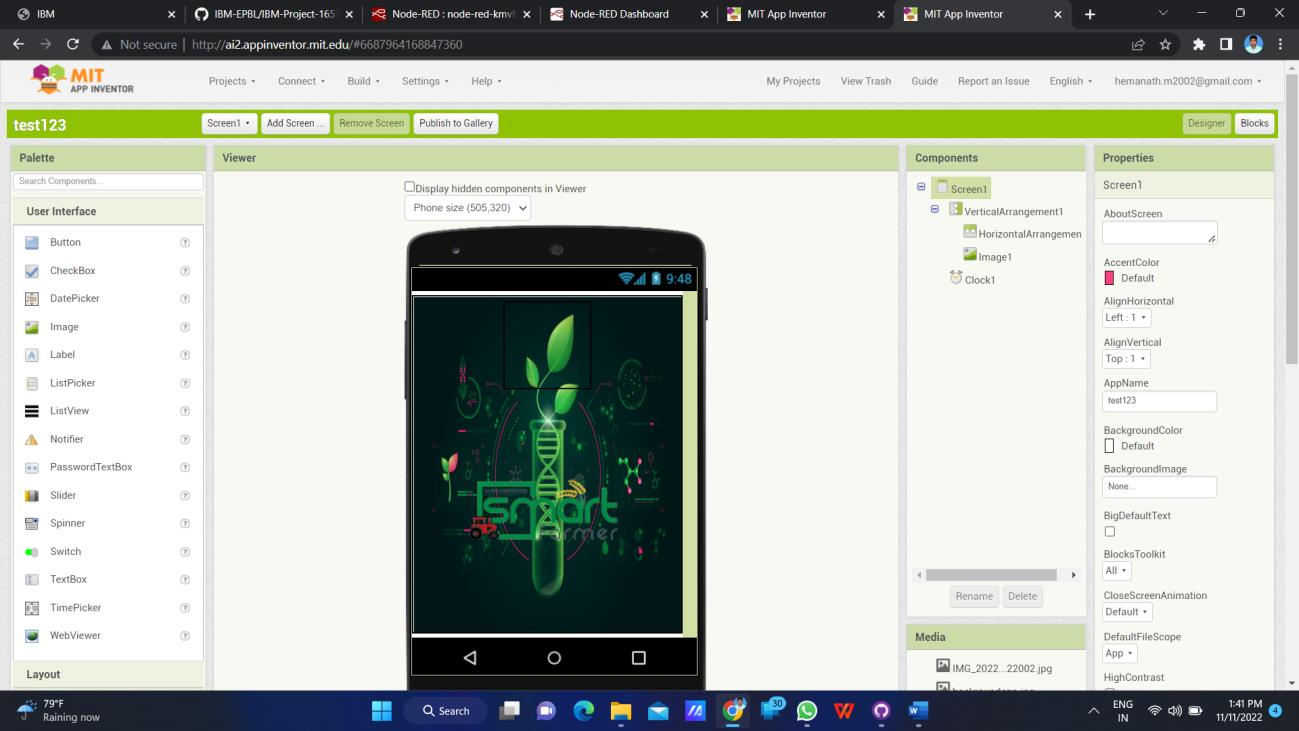 IBM
IBM-EPBL/IBM-Project-165
Node-RED : node-red-kmv
Node-RED Dashboard
MIT App Inventor
MIT App Inventor
Not secure | http://ai2.appinventor.mit.edu/#6687964168847360
MIT
APP INVENTOR
Projects
Connect
Build
Settings
Help
My Projects
View Trash
Guide
Report an Issue
English
hemanath.m2002@gmail.com
test123
Screen1
Add Screen ...
Remove Screen
Publish to Gallery
Designer
Blocks
Palette
Search Components...
User Interface
Button
CheckBox
DatePicker
Image
Label
ListPicker
ListView
Notifier
PasswordTextBox
Slider
Spinner
Switch
TextBox
TimePicker
WebViewer
Layout
Viewer
Display hidden components in Viewer
Phone size (505,320)
9:48
smart
Farmer
Components
Screen1
VerticalArrangement1
HorizontalArrangemen
Image1
Clock1
Rename
Delete
Media
IMG_2022...22002.jpg
Properties
Screen1
AboutScreen
AccentColor
Default
AlignHorizontal
Left : 1
AlignVertical
Top : 1
AppName
test123
BackgroundColor
Default
BackgroundImage
None...
BigDefaultText
BlocksToolkit
All
CloseScreenAnimation
Default
DefaultFileScope
App
HighContrast
79°F
Raining now
Search
30
ENG
IN
1:41 PM
11/11/2022
4